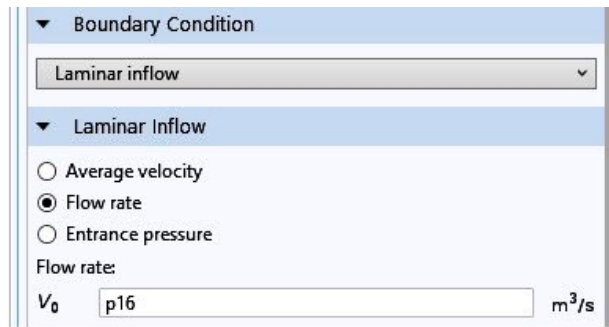 Boundary Condition
Laminar inflow
Laminar Inflow
Average velocity
Flow rate
Entrance pressure
Flow rate:
V₀ p16 m³/s